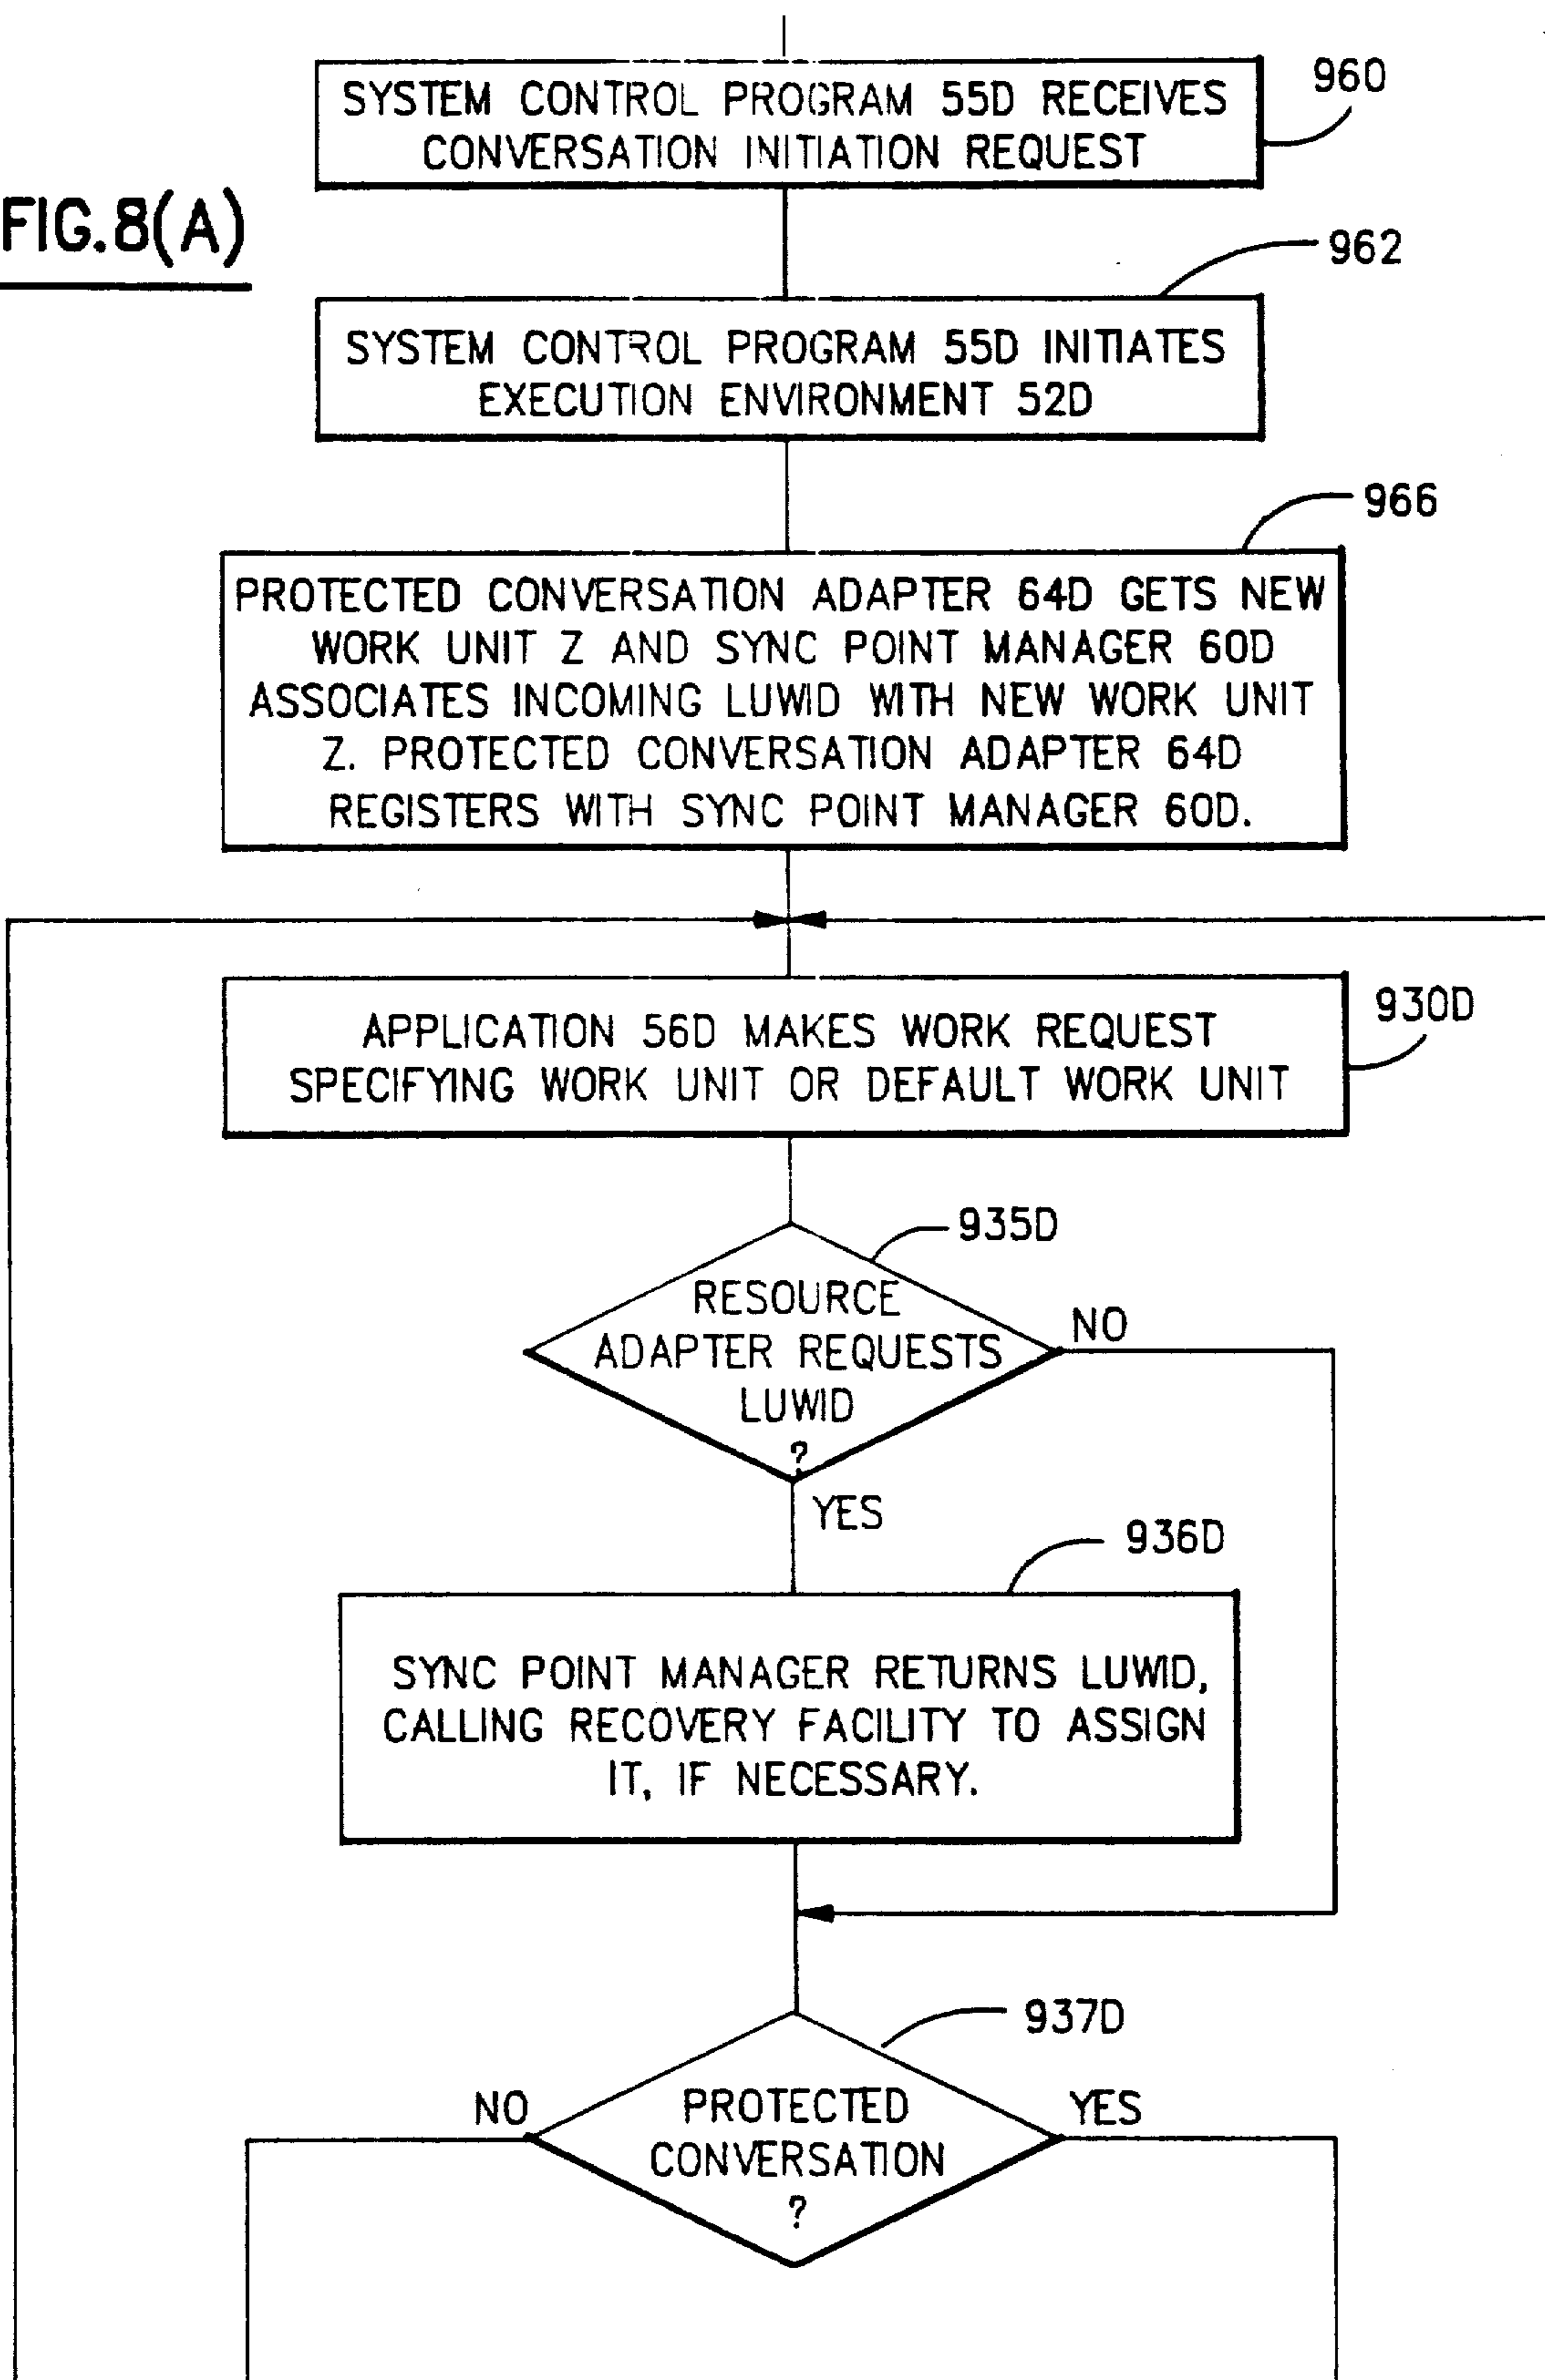 SYSTEM CONTROL PROGRAM 55D RECEIVES
CONVERSATION INITIATION REQUEST
960
FIG.8(A)
962
SYSTEM CONTROL PROGRAM 55D INITIATES
EXECUTION ENVIRONMENT 52D
966
PROTECTED CONVERSATION ADAPTER 64D GETS NEW
WORK UNIT Z AND SYNC POINT MANAGER 60D
ASSOCIATES INCOMING LUWID WITH NEW WORK UNIT
Z. PROTECTED CONVERSATION ADAPTER 64D
REGISTERS WITH SYNC POINT MANAGER 60D.
930D
APPLICATION 56D MAKES WORK REQUEST
SPECIFYING WORK UNIT OR DEFAULT WORK UNIT
935D
RESOURCE
ADAPTER REQUESTS
LUWID
?
NO
YES
936D
SYNC POINT MANAGER RETURNS LUWID,
CALLING RECOVERY FACILITY TO ASSIGN
IT, IF NECESSARY.
937D
NO
PROTECTED
CONVERSATION
?
YES